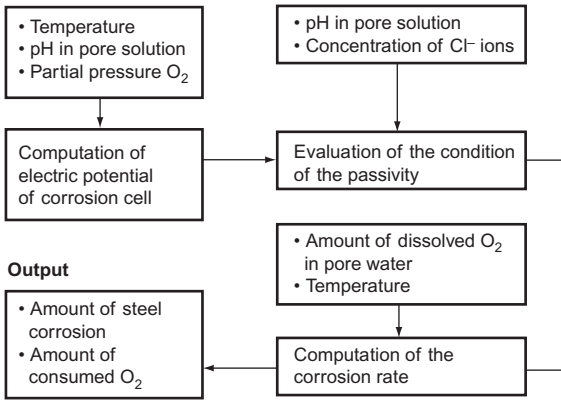 • Temperature
• pH in pore solution
• Partial pressure O₂
• pH in pore solution
• Concentration of Cl⁻ ions
Computation of
electric potential
of corrosion cell
Evaluation of the condition
of the passivity
• Amount of dissolved O₂
in pore water
• Temperature
Output
• Amount of steel
corrosion
• Amount of
consumed O₂
Computation of the
corrosion rate